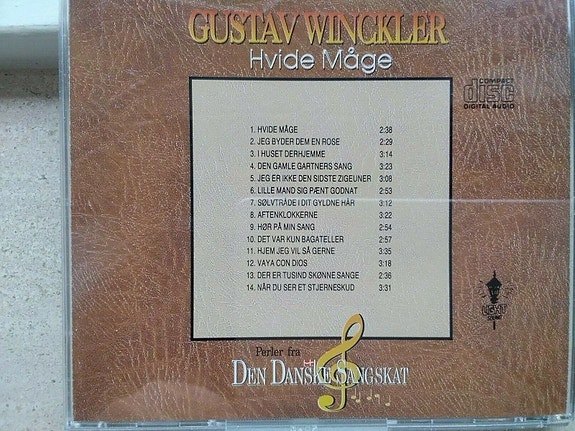 GUSTAV WINCKLER
Hvide Måge
COMPACT
disc
DIGITAL AUDIO
1. HVIDE MÅGE 2:38
2. JEG BYDER DEM EN ROSE 2:29
3. I HUSET DERHJEMME 3:14
4. DEN GAMLE GARTNERS SANG 3:23
5. JEG ER IKKE DEN SIDSTE ZIGEUNER 3:08
6. LILLE MAND SIG PÆNT GODNAT 2:53
7. SØLVTRÅDE I DIT GYLDNE HÅR 3:12
8. AFTENKLOKKERNE 3:22
9. HØR PÅ MIN SANG 2:54
10. DET VAR KUN BAGATELLER 2:57
11. HJEM JEG VIL SÅ GERNE 3:35
12. VAYA CON DIOS 3:18
13. DER ER TUSIND SKØNNE SANGE 2:36
14. NÅR DU SER ET STJERNESKUD 3:31
LIGHT
Perler fra
DEN DANSKE SANGSKAT